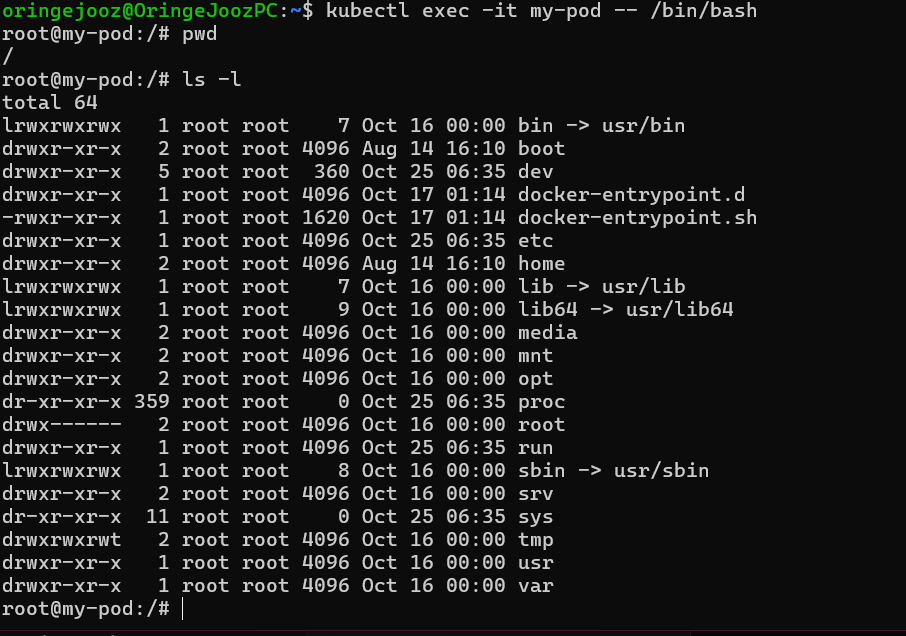 oringejooz@OringeJoozPC:~$ kubectl exec -it my-pod -- /bin/bash
root@my-pod:/# pwd
/
root@my-pod:/# ls -l
total 64
lrwxrwxrwx   1 root root    7 Oct 16 00:00 bin -> usr/bin
drwxr-xr-x   2 root root 4096 Aug 14 16:10 boot
drwxr-xr-x   5 root root  360 Oct 25 06:35 dev
drwxr-xr-x   1 root root 4096 Oct 17 01:14 docker-entrypoint.d
-rwxr-xr-x   1 root root 1620 Oct 17 01:14 docker-entrypoint.sh
drwxr-xr-x   1 root root 4096 Oct 25 06:35 etc
drwxr-xr-x   2 root root 4096 Aug 14 16:10 home
lrwxrwxrwx   1 root root    7 Oct 16 00:00 lib -> usr/lib
lrwxrwxrwx   1 root root    9 Oct 16 00:00 lib64 -> usr/lib64
drwxr-xr-x   2 root root 4096 Oct 16 00:00 media
drwxr-xr-x   2 root root 4096 Oct 16 00:00 mnt
drwxr-xr-x   2 root root 4096 Oct 16 00:00 opt
dr-xr-xr-x 359 root root    0 Oct 25 06:35 proc
drwx------   2 root root 4096 Oct 16 00:00 root
drwxr-xr-x   1 root root 4096 Oct 25 06:35 run
lrwxrwxrwx   1 root root    8 Oct 16 00:00 sbin -> usr/sbin
drwxr-xr-x   2 root root 4096 Oct 16 00:00 srv
dr-xr-xr-x  11 root root    0 Oct 25 06:35 sys
drwxrwxrwt   2 root root 4096 Oct 16 00:00 tmp
drwxr-xr-x   1 root root 4096 Oct 16 00:00 usr
drwxr-xr-x   1 root root 4096 Oct 16 00:00 var
root@my-pod:/#